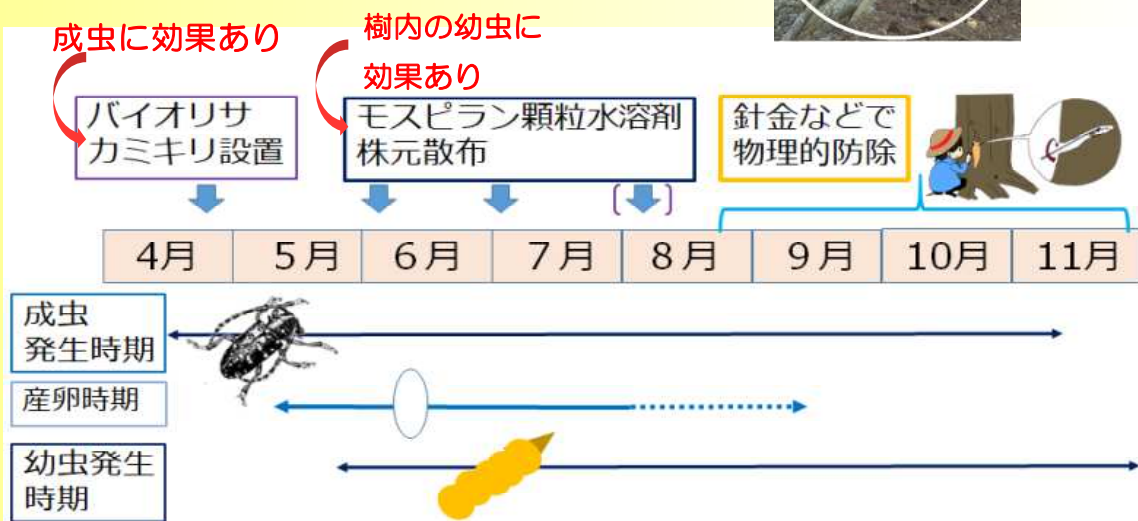 成虫に効果あり
樹内の幼虫に
効果あり
バイオリサ
カミキリ設置
モスピラン顆粒水溶剤
株元散布
針金などで
物理的防除
4月 5月 6月 7月 8月 9月 10月 11月
成虫
発生時期
産卵時期
幼虫発生
時期